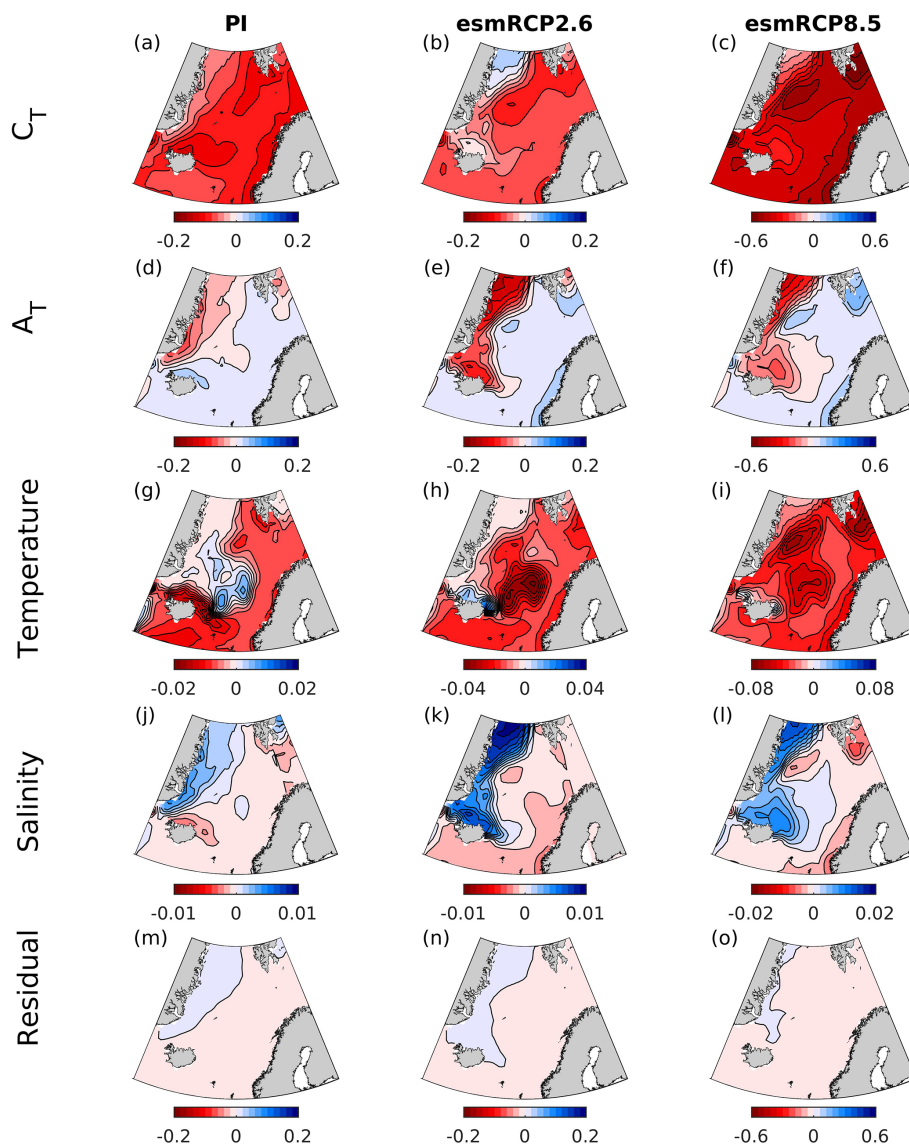 PI esmRCP2.6 esmRCP8.5
(a) (b) (c)
C_T
-0.2 0 0.2 -0.2 0 0.2 -0.6 0 0.6
(d) (e) (f)
A_T
-0.2 0 0.2 -0.2 0 0.2 -0.6 0 0.6
(g) (h) (i)
Temperature
-0.02 0 0.02 -0.04 0 0.04 -0.08 0 0.08
(j) (k) (l)
Salinity
-0.01 0 0.01 -0.01 0 0.01 -0.02 0 0.02
(m) (n) (o)
Residual
-0.2 0 0.2 -0.2 0 0.2 -0.6 0 0.6